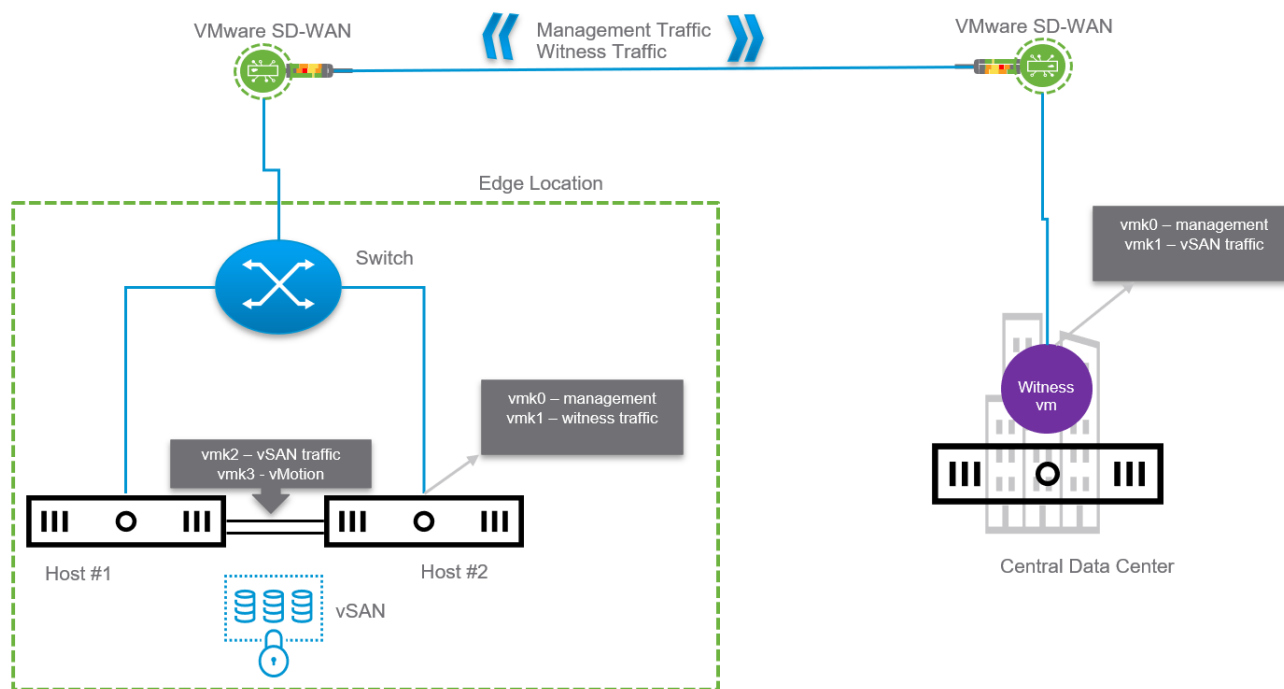 VMware SD-WAN
Management Traffic
Witness Traffic
VMware SD-WAN
Edge Location
Switch
vmk0 – management
vmk1 – vSAN traffic
vmk0 – management
vmk1 – witness traffic
Witness
vm
vmk2 – vSAN traffic
vmk3 - vMotion
Host #1
Host #2
Central Data Center
vSAN